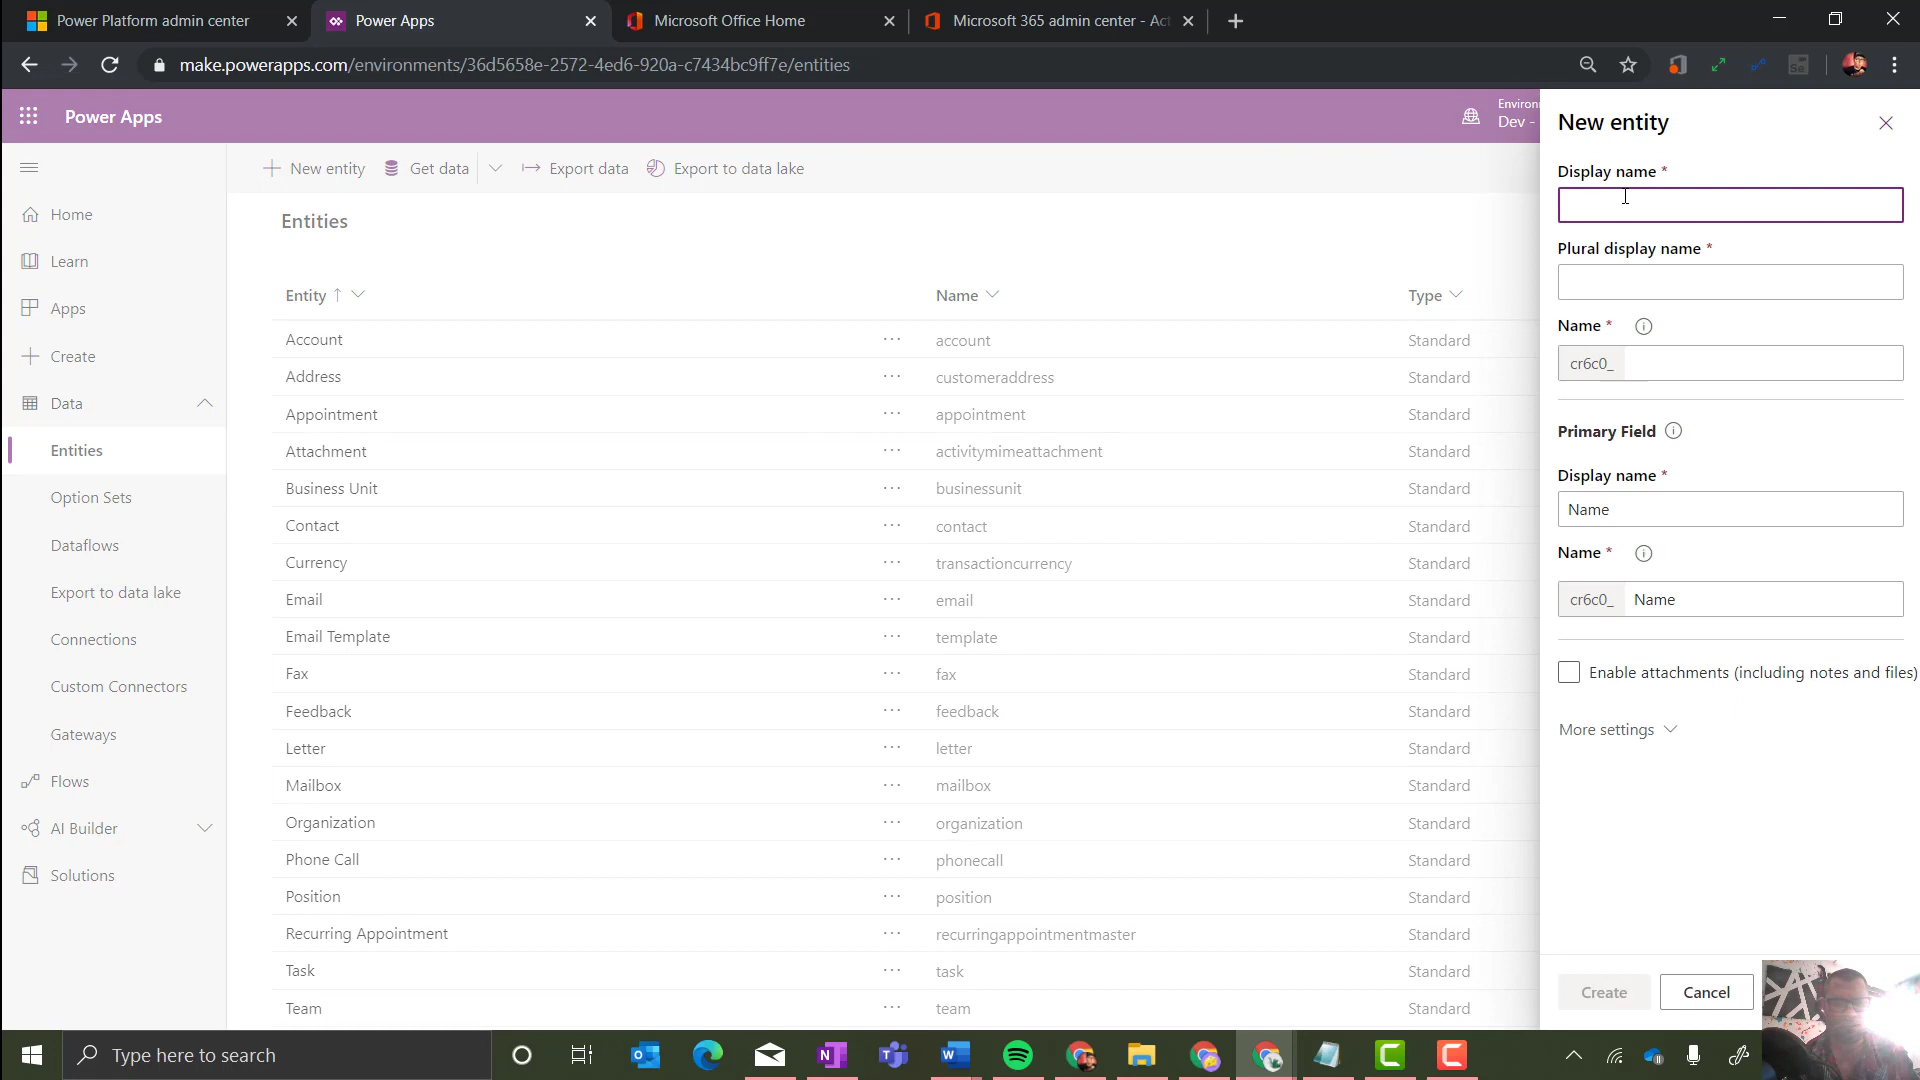 Power Platform admin center
Power Apps
Microsoft Office Home
Microsoft 365 admin center - Act
make.powerapps.com/environments/36d5658e-2572-4ed6-920a-c7434bc9ff7e/entities
Power Apps
Environ
Dev -
New entity
Get data
Export data
Export to data lake
Home
Learn
Apps
Create
Data
Entities
Option Sets
Dataflows
Export to data lake
Connections
Custom Connectors
Gateways
Flows
AI Builder
Solutions
Entities
Entity ↑ Name Type
Account ··· account Standard
Address ··· customeraddress Standard
Appointment ··· appointment Standard
Attachment ··· activitymimeattachment Standard
Business Unit ··· businessunit Standard
Contact ··· contact Standard
Currency ··· transactioncurrency Standard
Email ··· email Standard
Email Template ··· template Standard
Fax ··· fax Standard
Feedback ··· feedback Standard
Letter ··· letter Standard
Mailbox ··· mailbox Standard
Organization ··· organization Standard
Phone Call ··· phonecall Standard
Position ··· position Standard
Recurring Appointment ··· recurringappointmentmaster Standard
Task ··· task Standard
Team ··· team Standard
New entity
Display name *
Plural display name *
Name *
cr6c0_
Primary Field
Display name *
Name
Name *
cr6c0_ Name
Enable attachments (including notes and files)
More settings
Create Cancel
Type here to search